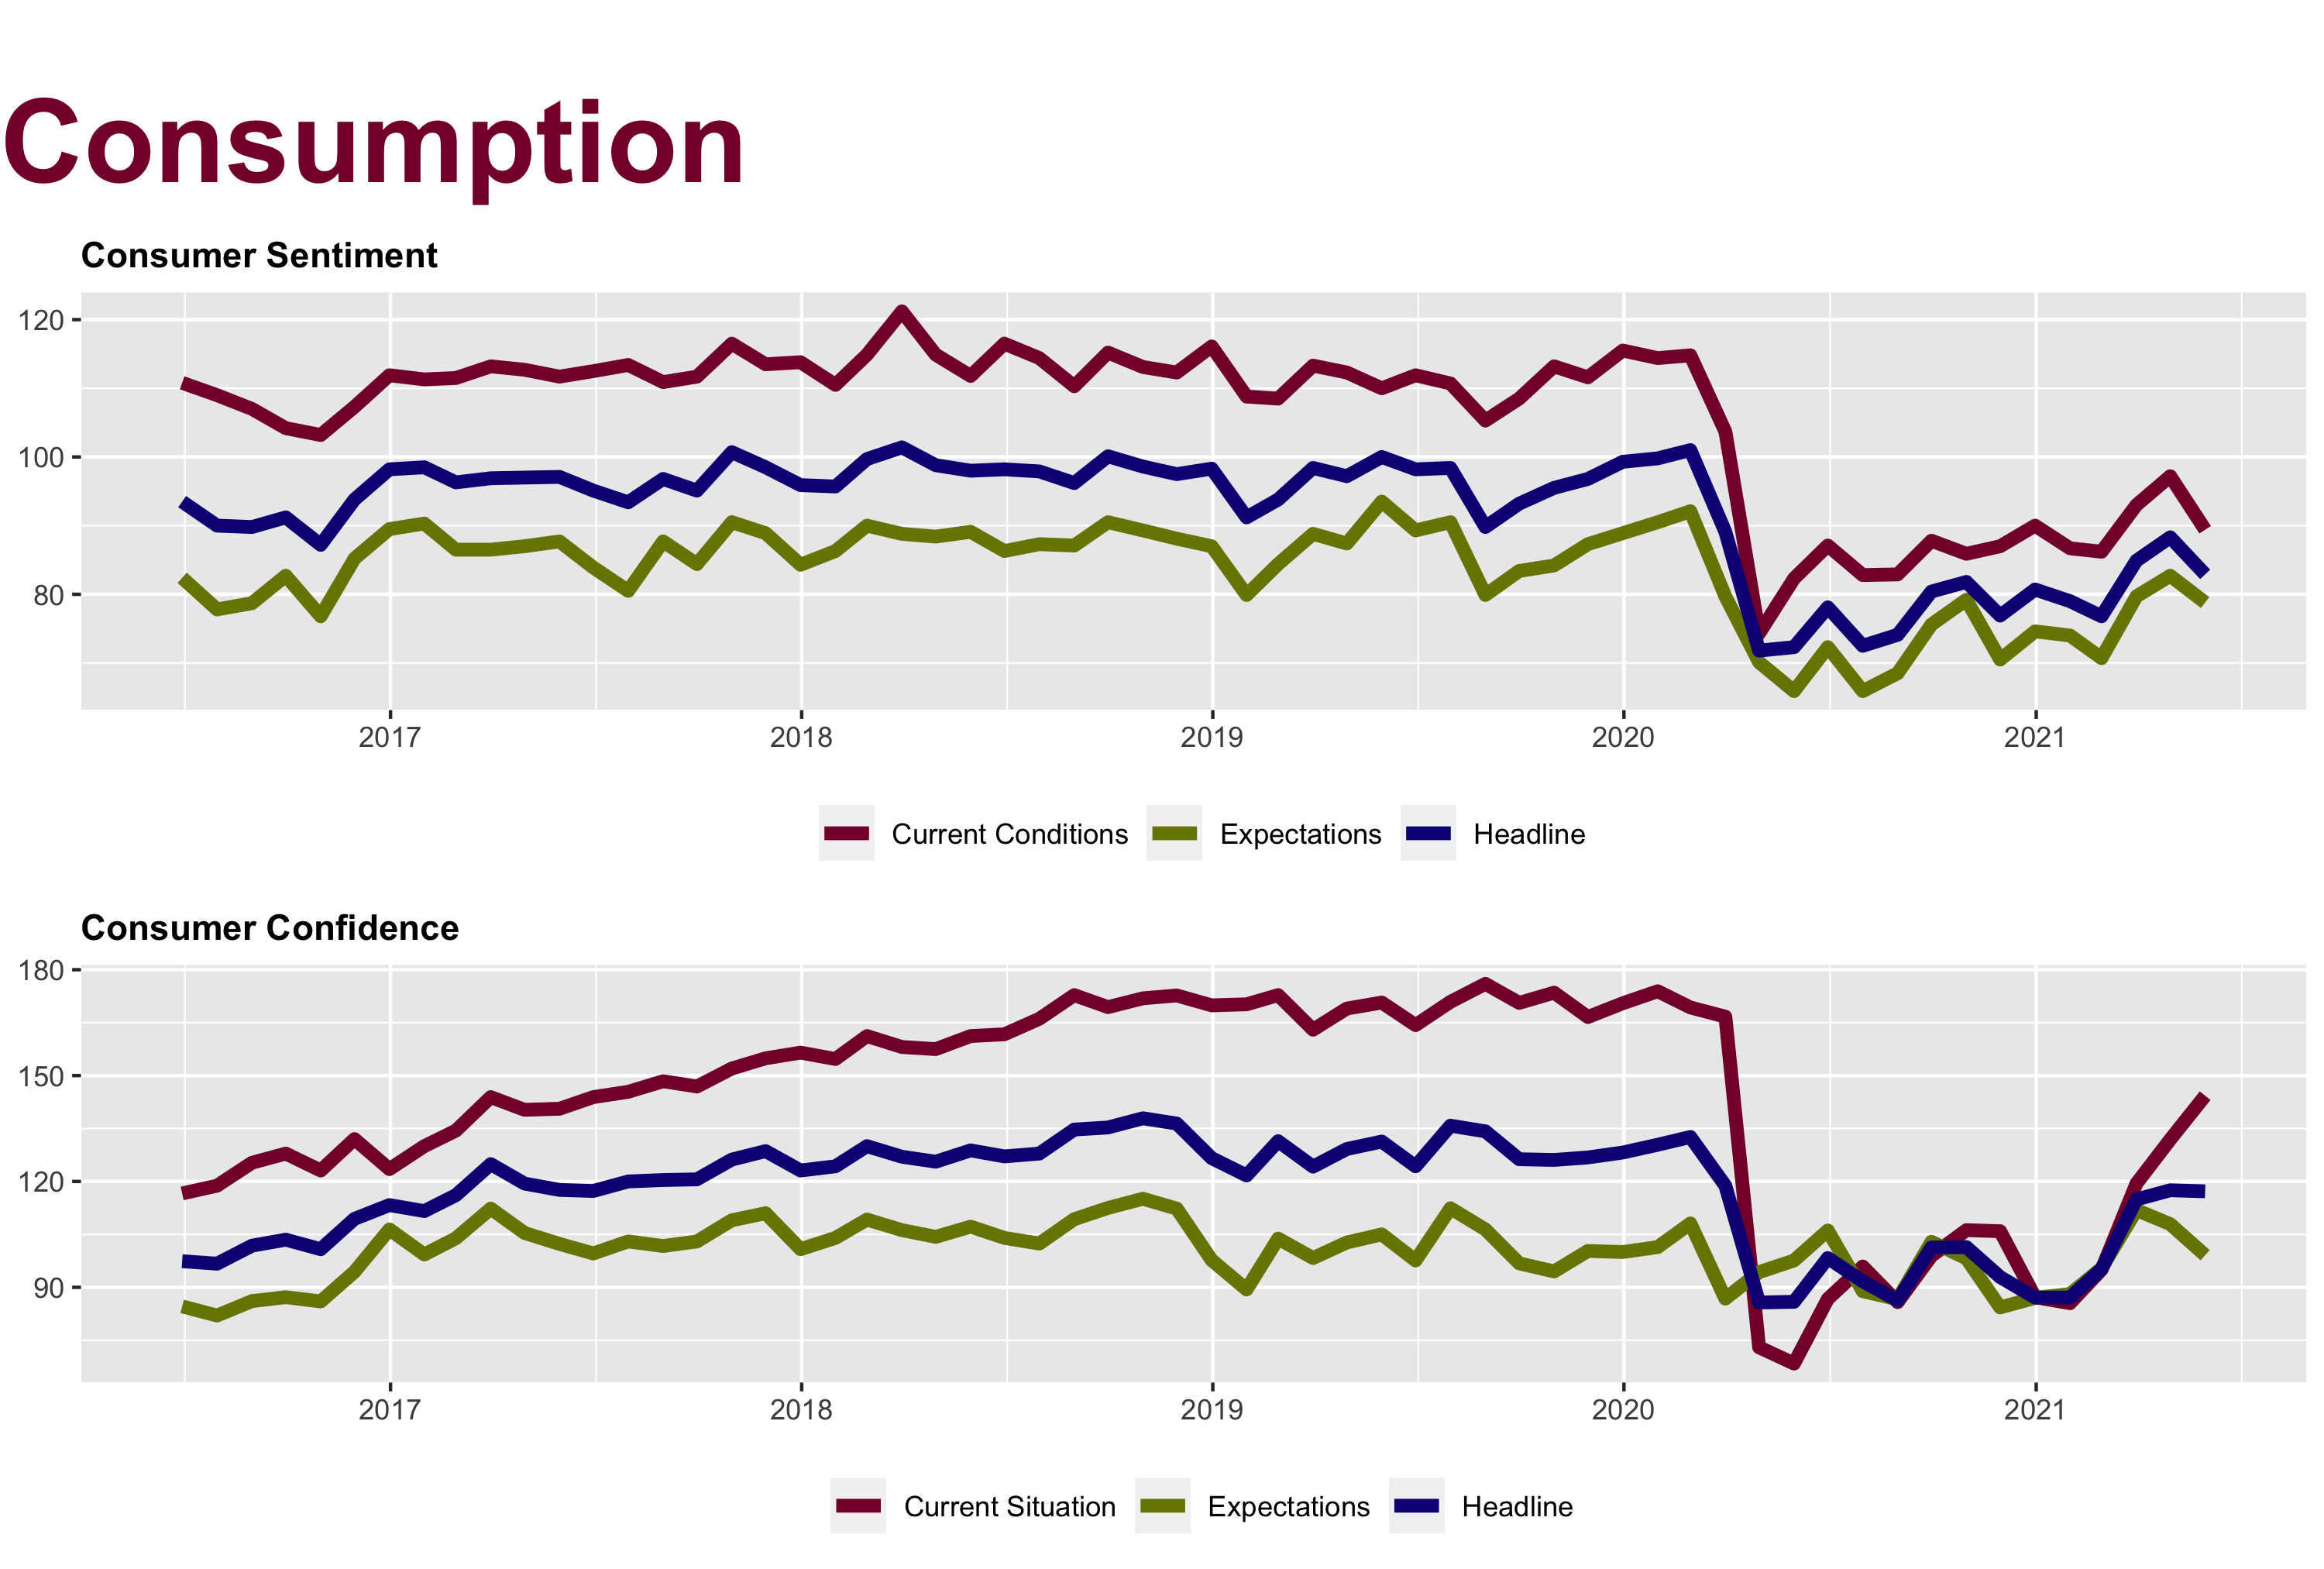 Consumption
Consumer Sentiment
120
100
80
2017 2018 2019 2020 2021
Current Conditions Expectations Headline
Consumer Confidence
180
150
120
90
2017 2018 2019 2020 2021
Current Situation Expectations Headline